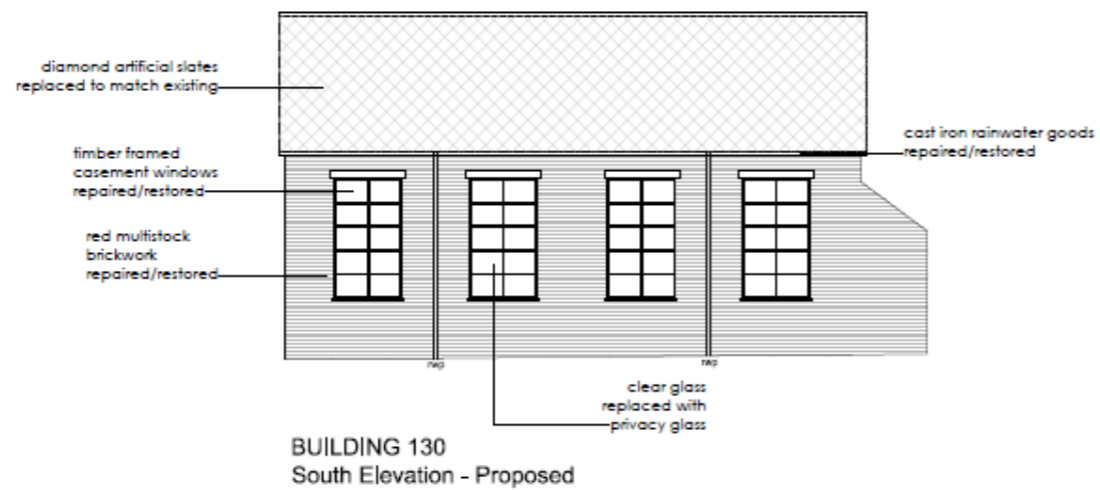 diamond artificial slates
replaced to match existing
cast iron rainwater goods
repaired/restored
timber framed
casement windows
repaired/restored
red multistock
brickwork
repaired/restored
rwp
rwp
clear glass
replaced with
privacy glass
BUILDING 130
South Elevation - Proposed